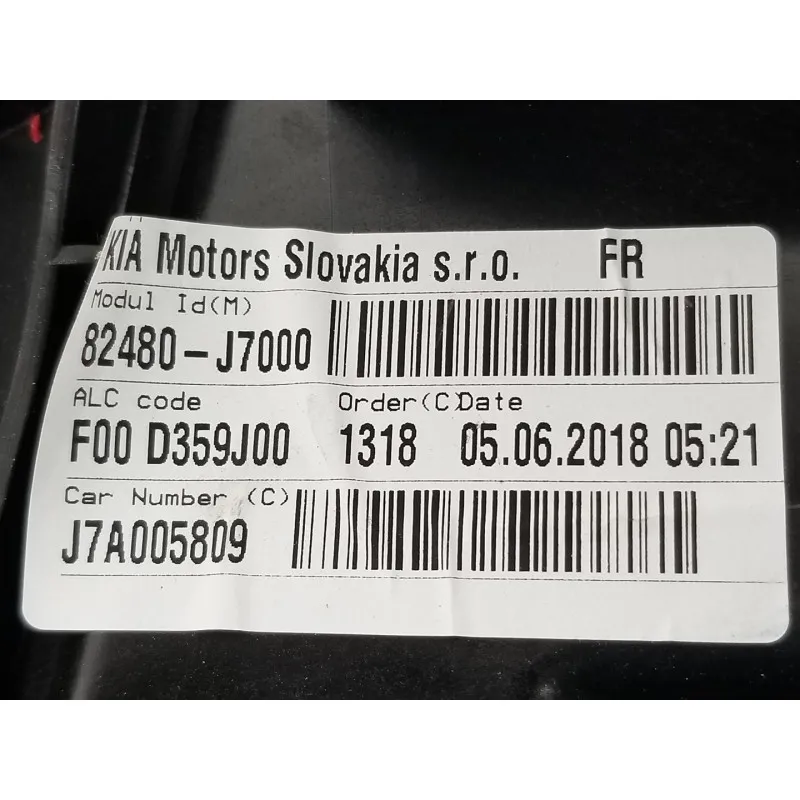 KIA Motors Slovakia s.r.o. FR
Modul Id(M)
82480-J7000
ALC code Order(C)Date
F00 D359J00 1318 05.06.2018 05:21
Car Number (C)
J7A005809